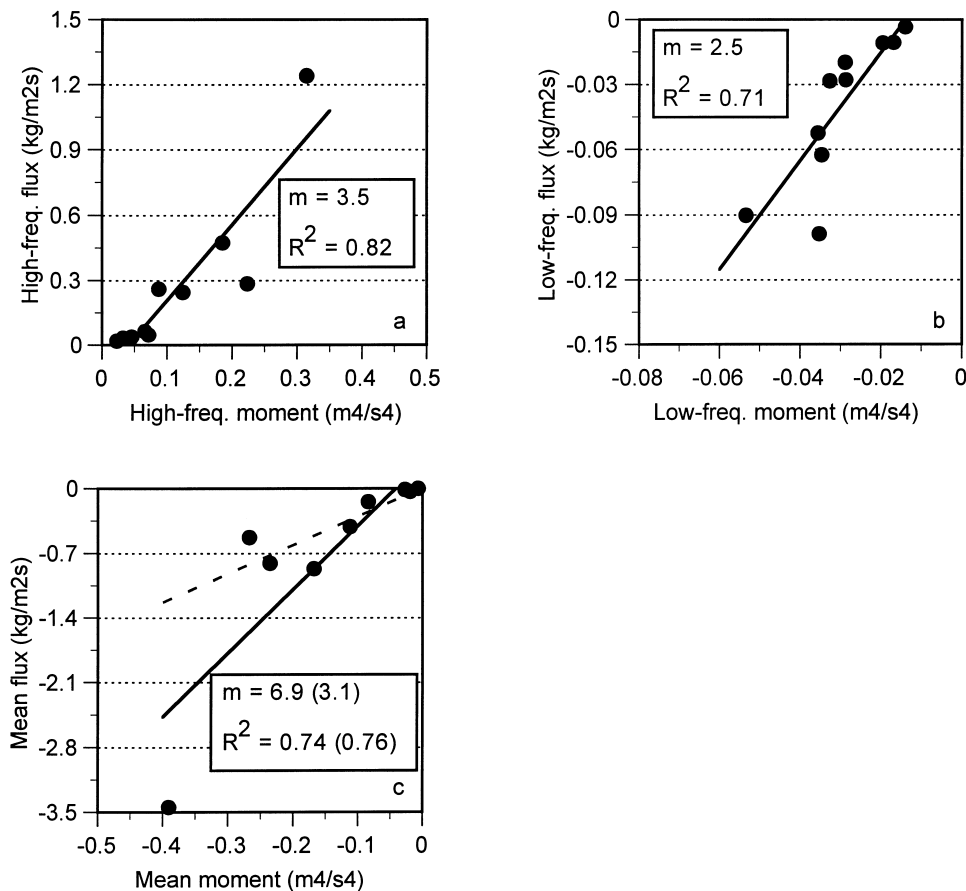 1.5
1.2
0.9
0.6
0.3
0
High-freq. flux (kg/m2s)
m = 3.5
R2 = 0.82
a
0 0.1 0.2 0.3 0.4 0.5
High-freq. moment (m4/s4)
0
-0.03
-0.06
-0.09
-0.12
-0.15
Low-freq. flux (kg/m2s)
m = 2.5
R2 = 0.71
b
-0.08 -0.06 -0.04 -0.02 0
Low-freq. moment (m4/s4)
0
-0.7
-1.4
-2.1
-2.8
-3.5
Mean flux (kg/m2s)
m = 6.9 (3.1)
R2 = 0.74 (0.76)
c
-0.5 -0.4 -0.3 -0.2 -0.1 0
Mean moment (m4/s4)